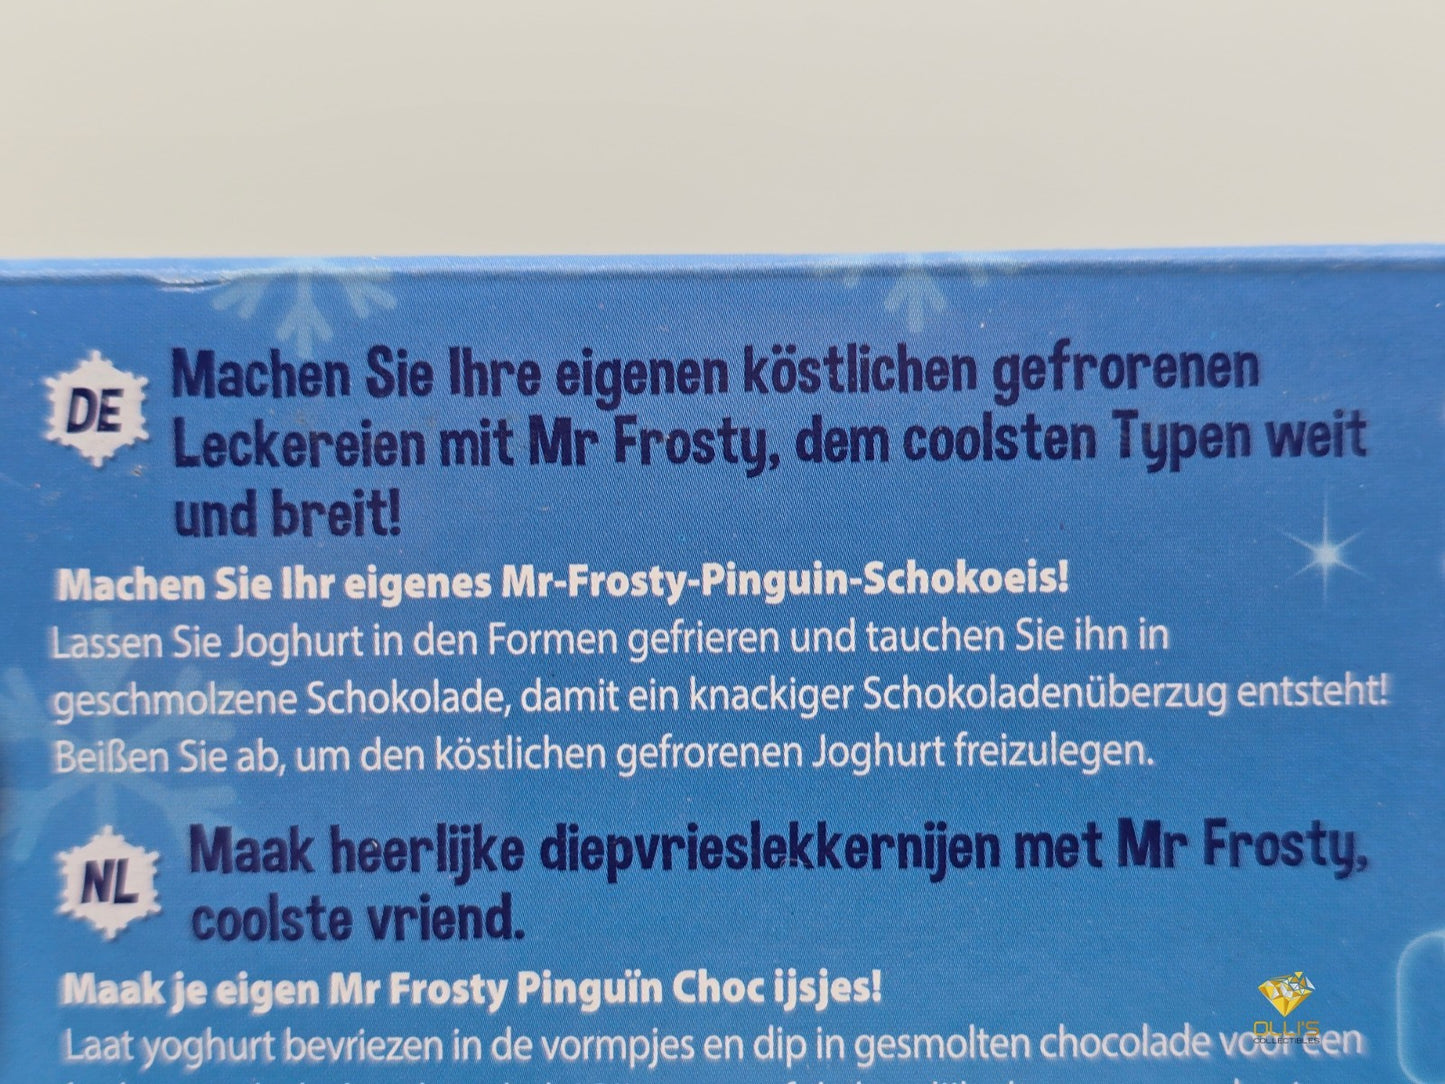 DE
Machen Sie Ihre eigenen köstlichen gefrorenen
Leckereien mit Mr Frosty, dem coolsten Typen weit
und breit!
Machen Sie Ihr eigenes Mr-Frosty-Pinguin-Schokoeis!
Lassen Sie Joghurt in den Formen gefrieren und tauchen Sie ihn in
geschmolzene Schokolade, damit ein knackiger Schokoladenüberzug entsteht!
Beißen Sie ab, um den köstlichen gefrorenen Joghurt freizulegen.
NL
Maak heerlijke diepvrieslekkernijen met Mr Frosty,
coolste vriend.
Maak je eigen Mr Frosty Pinguïn Choc ijsjes!
Laat yoghurt bevriezen in de vormpjes en dip in gesmolten chocolade voor een
OLLI'S
COLLECTIBLES